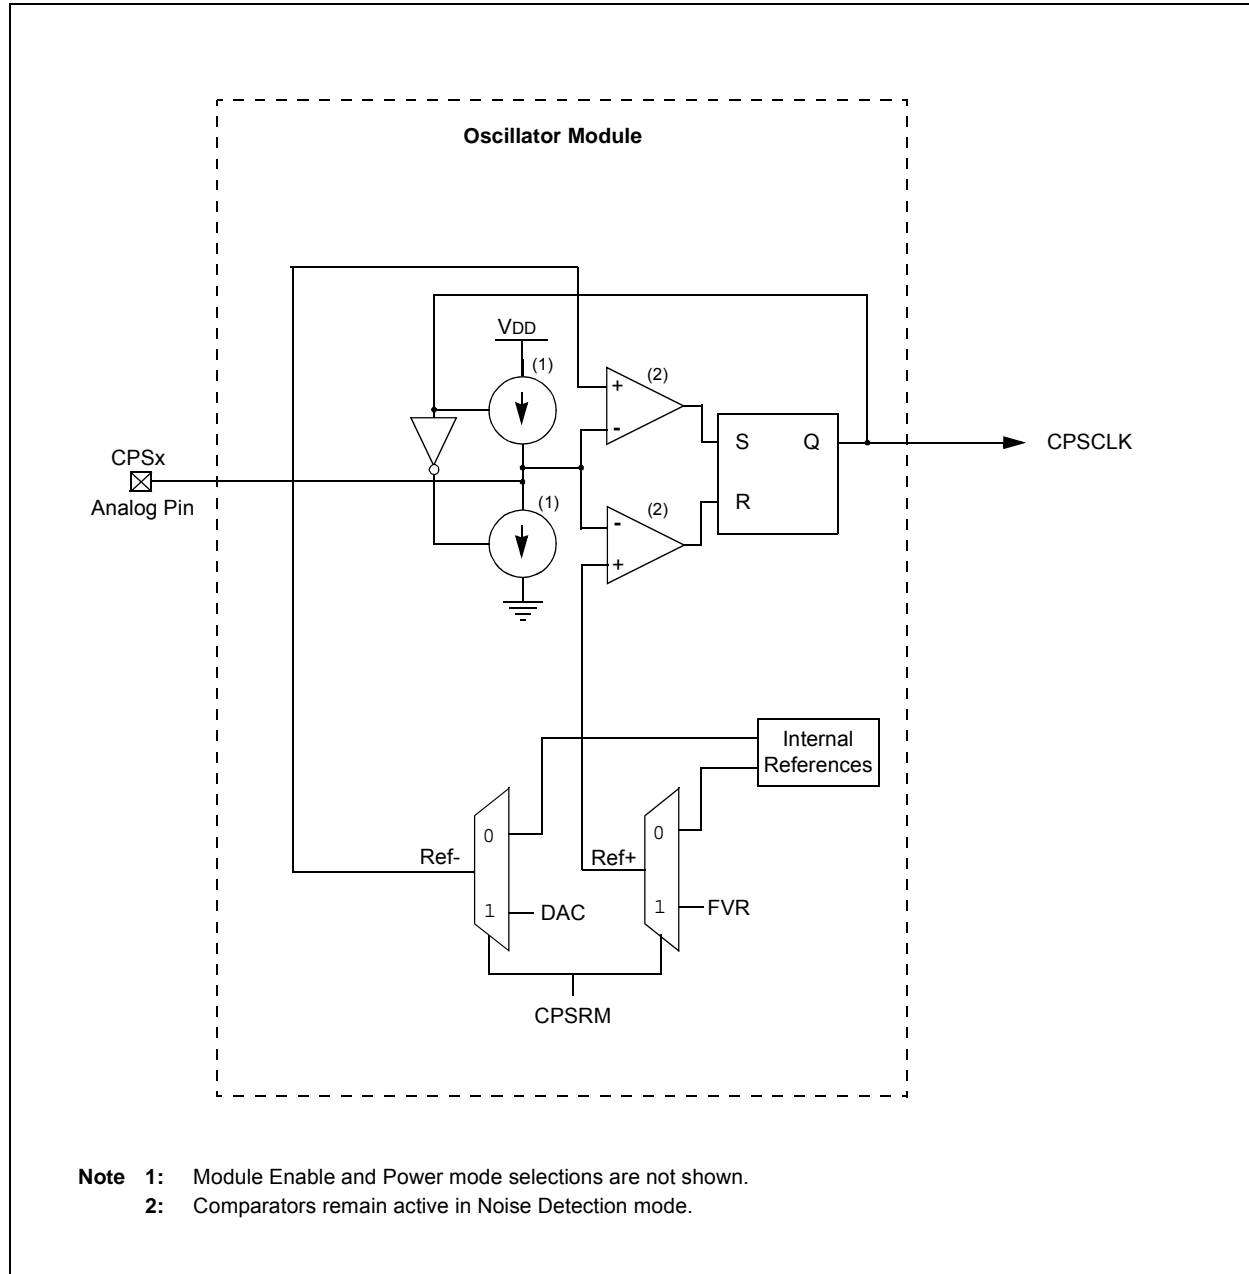 Oscillator Module
VDD
(1)
(2)
+
-
S Q
CPSCLK
CPSx
Analog Pin
(1)
(2)
R
-
+
Internal
References
0
0
Ref-
Ref+
1
DAC
1
FVR
CPSRM
Note 1: Module Enable and Power mode selections are not shown.
2: Comparators remain active in Noise Detection mode.